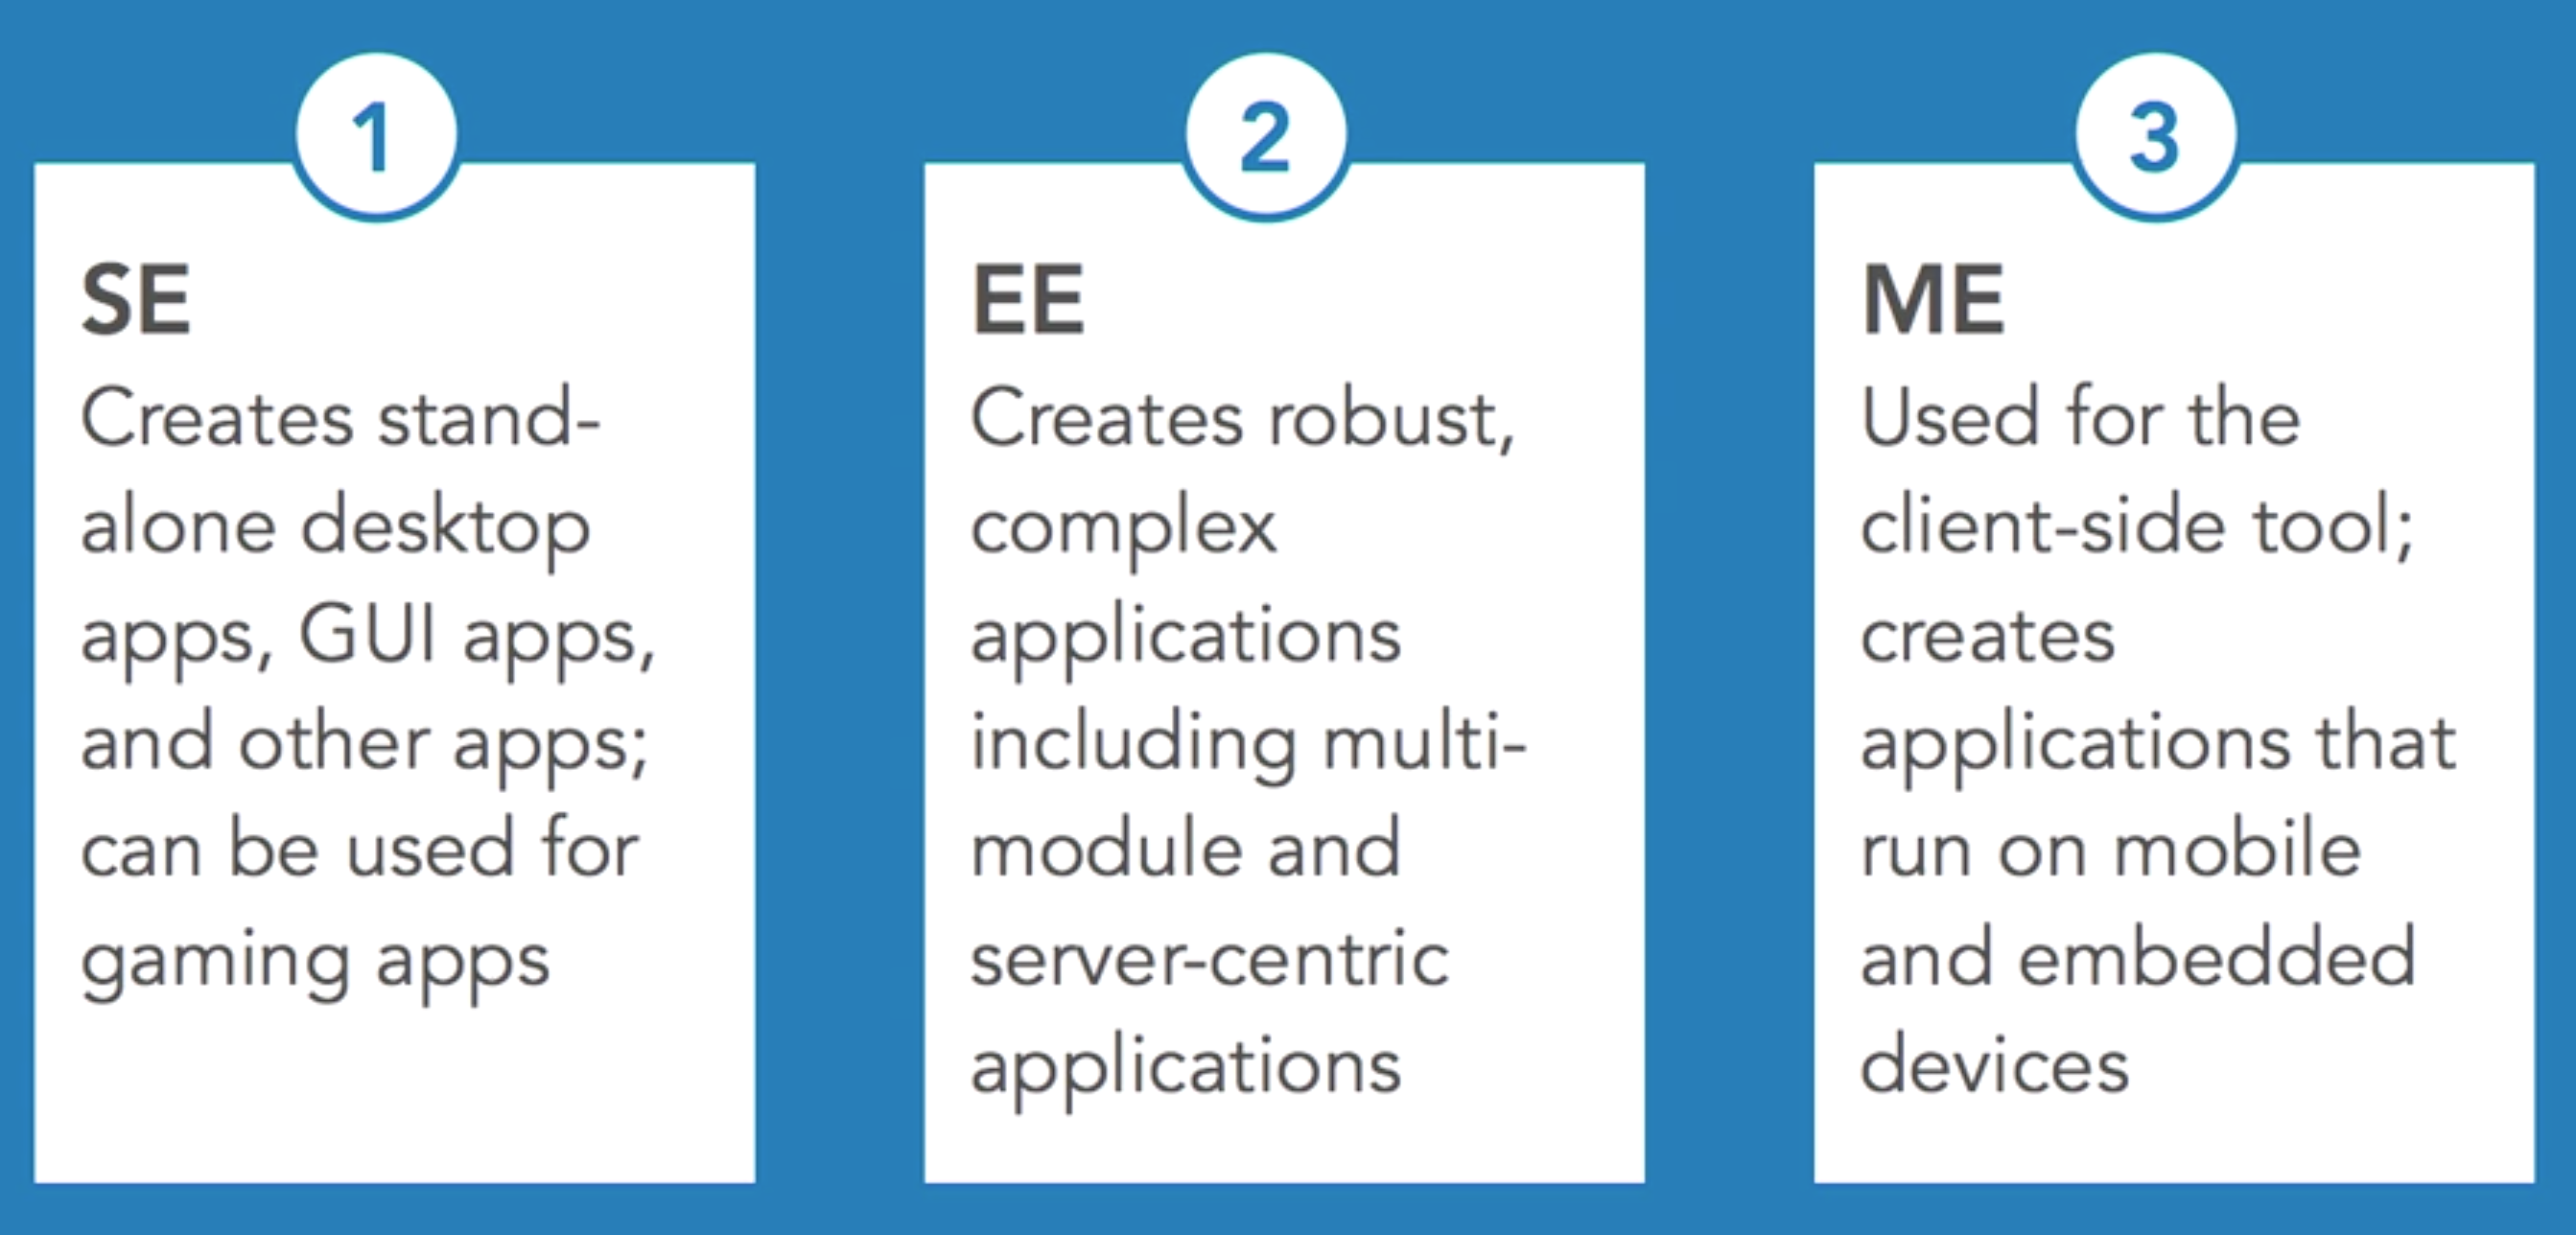 1
SE
Creates stand-
alone desktop
apps, GUI apps,
and other apps;
can be used for
gaming apps
2
EE
Creates robust,
complex
applications
including multi-
module and
server-centric
applications
3
ME
Used for the
client-side tool;
creates
applications that
run on mobile
and embedded
devices